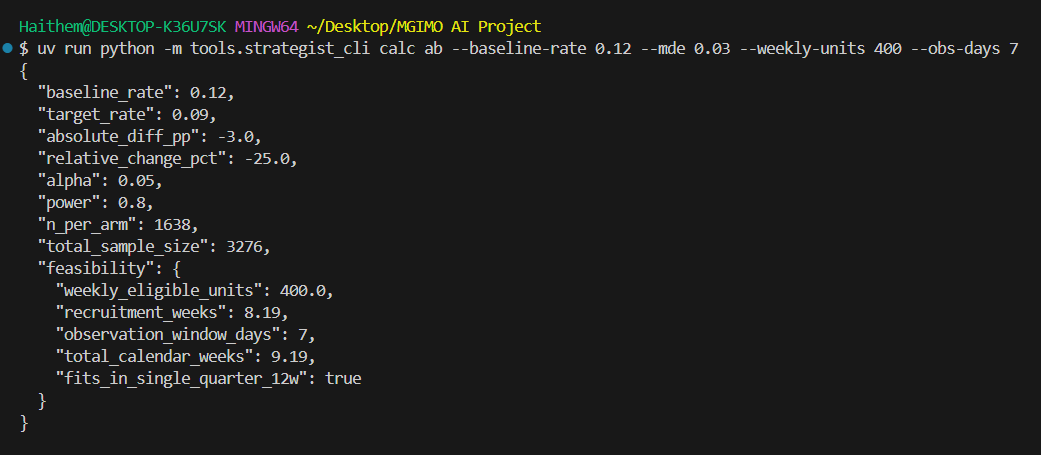 Haithem@DESKTOP-K36U7SK MINGW64 ~/Desktop/MGIMO AI Project
$ uv run python -m tools.strategist_cli calc ab --baseline-rate 0.12 --mde 0.03 --weekly-units 400 --obs-days 7
{
  "baseline_rate": 0.12,
  "target_rate": 0.09,
  "absolute_diff_pp": -3.0,
  "relative_change_pct": -25.0,
  "alpha": 0.05,
  "power": 0.8,
  "n_per_arm": 1638,
  "total_sample_size": 3276,
  "feasibility": {
    "weekly_eligible_units": 400.0,
    "recruitment_weeks": 8.19,
    "observation_window_days": 7,
    "total_calendar_weeks": 9.19,
    "fits_in_single_quarter_12w": true
  }
}